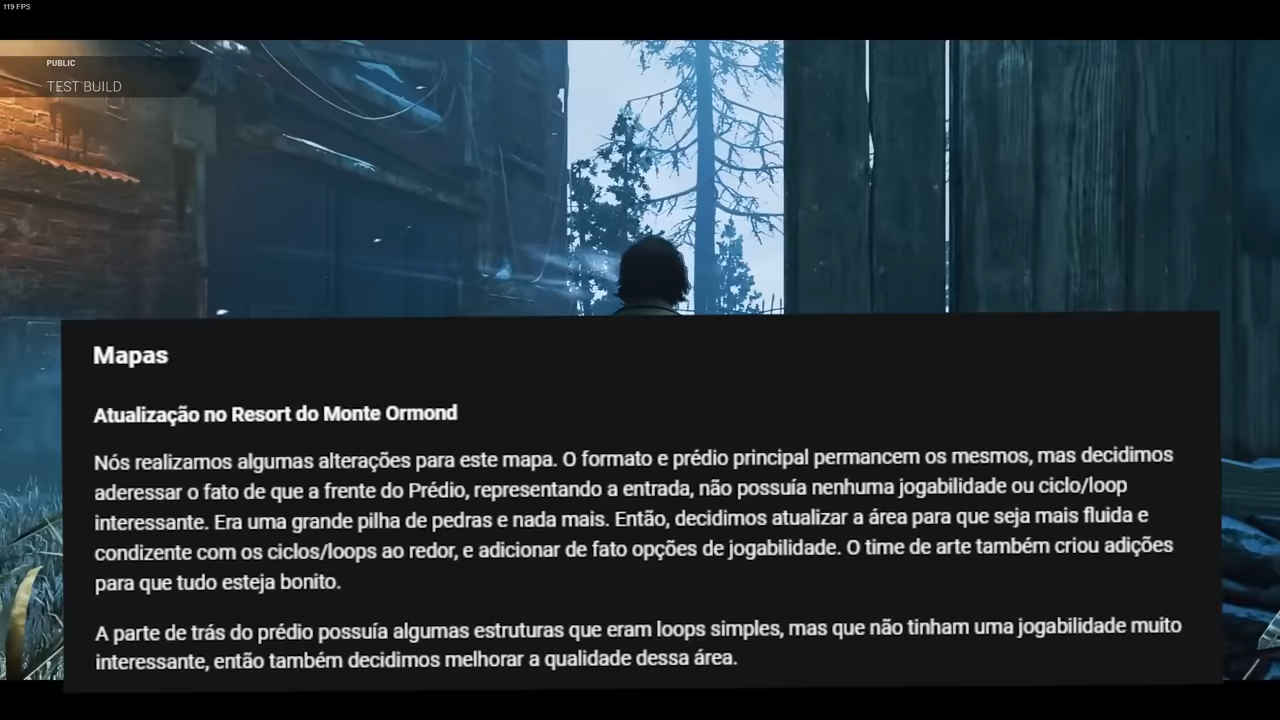 119 FPS
PUBLIC
TEST BUILD
Mapas
Atualização no Resort do Monte Ormond
Nós realizamos algumas alterações para este mapa. O formato e prédio principal permancem os mesmos, mas decidimos
aderessar o fato de que a frente do Prédio, representando a entrada, não possuía nenhuma jogabilidade ou ciclo/loop
interessante. Era uma grande pilha de pedras e nada mais. Então, decidimos atualizar a área para que seja mais fluida e
condizente com os ciclos/loops ao redor, e adicionar de fato opções de jogabilidade. O time de arte também criou adições
para que tudo esteja bonito.
A parte de trás do prédio possuía algumas estruturas que eram loops simples, mas que não tinham uma jogabilidade muito
interessante, então também decidimos melhorar a qualidade dessa área.